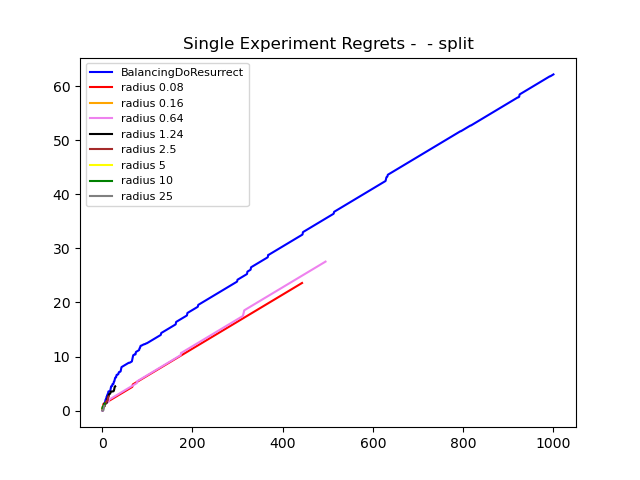 Single Experiment Regrets -  - split
BalancingDoResurrect
radius 0.08
radius 0.16
radius 0.64
radius 1.24
radius 2.5
radius 5
radius 10
radius 25
60
50
40
30
20
10
0
0 200 400 600 800 1000